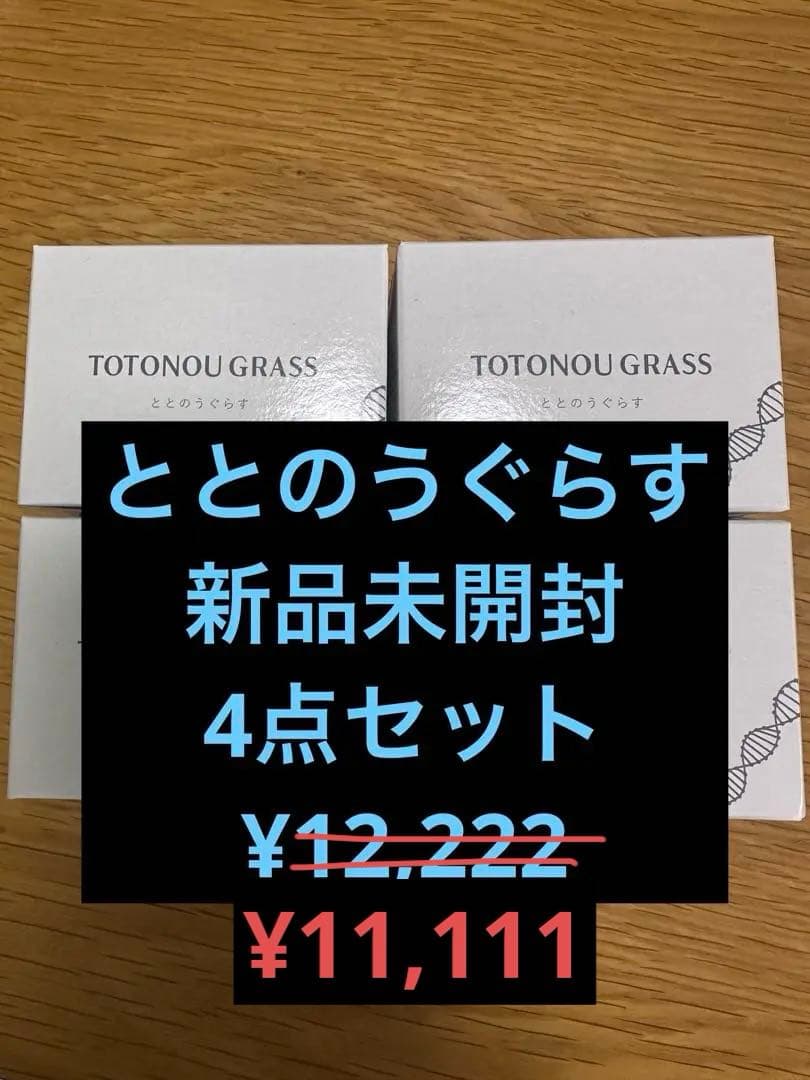 TOTONOU GRASS
ととのうぐらす
TOTONOU GRASS
ととのうぐらす
ととのうぐらす
新品未開封
4点セット
¥12,222
¥11,111